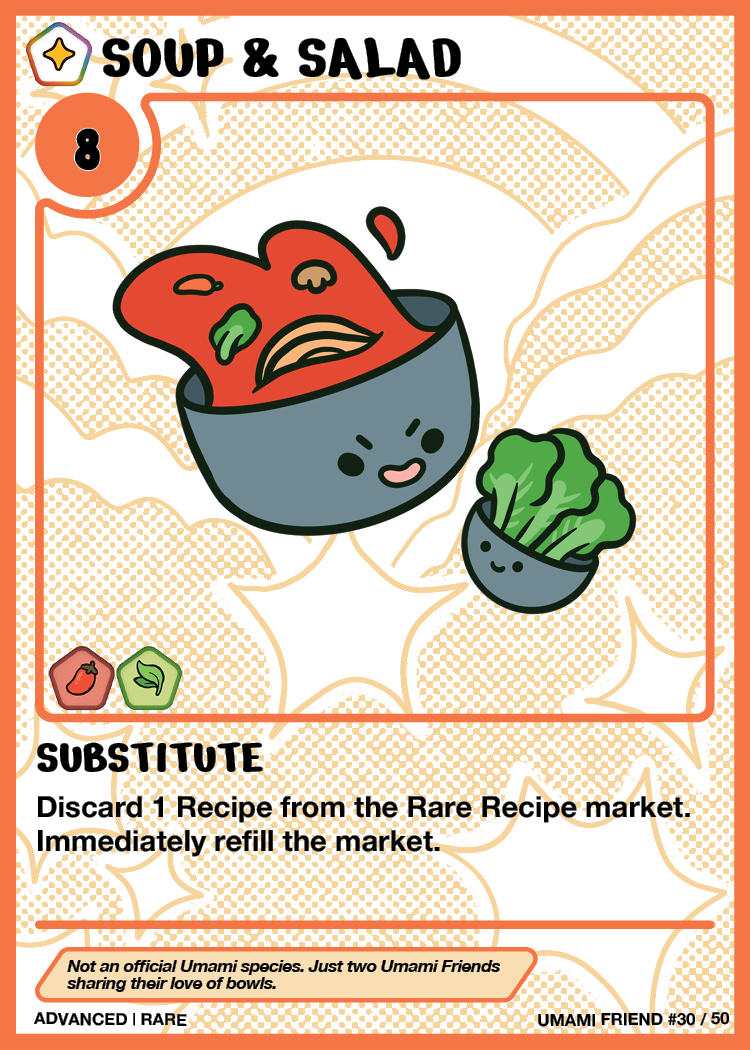 SOUP & SALAD
8
SUBSTITUTE
Discard 1 Recipe from the Rare Recipe market.
Immediately refill the market.
Not an official Umami species. Just two Umami Friends
sharing their love of bowls.
ADVANCED | RARE
UMAMI FRIEND #30 / 50